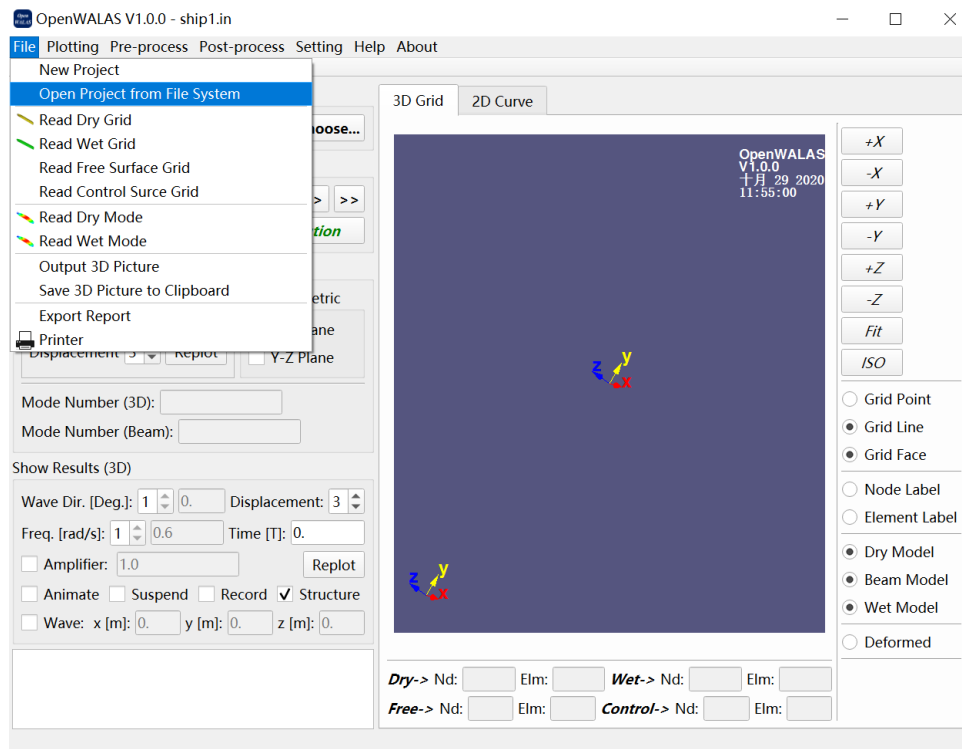 Open WALAS OpenWALAS V1.0.0 - ship1.in
File Plotting Pre-process Post-process Setting Help About
New Project
Open Project from File System
Read Dry Grid
Read Wet Grid
Read Free Surface Grid
Read Control Surce Grid
Read Dry Mode
Read Wet Mode
Output 3D Picture
Save 3D Picture to Clipboard
Export Report
Printer
> >>
Displacement 3 Replot
Y-Z Plane
Mode Number (3D):
Mode Number (Beam):
Show Results (3D)
Wave Dir. [Deg.]: 1 0. Displacement: 3
Freq. [rad/s]: 1 0.6 Time [T]: 0.
Amplifier: 1.0 Replot
Animate Suspend Record Structure
Wave: x [m]: 0. y [m]: 0. z [m]: 0.
3D Grid 2D Curve
OpenWALAS
V1.0.0
十月 29 2020
11:55:00
z y x
z y x
Dry-> Nd: Elm: Wet-> Nd: Elm:
Free-> Nd: Elm: Control-> Nd: Elm:
+X
-X
+Y
-Y
+Z
-Z
Fit
ISO
Grid Point
Grid Line
Grid Face
Node Label
Element Label
Dry Model
Beam Model
Wet Model
Deformed